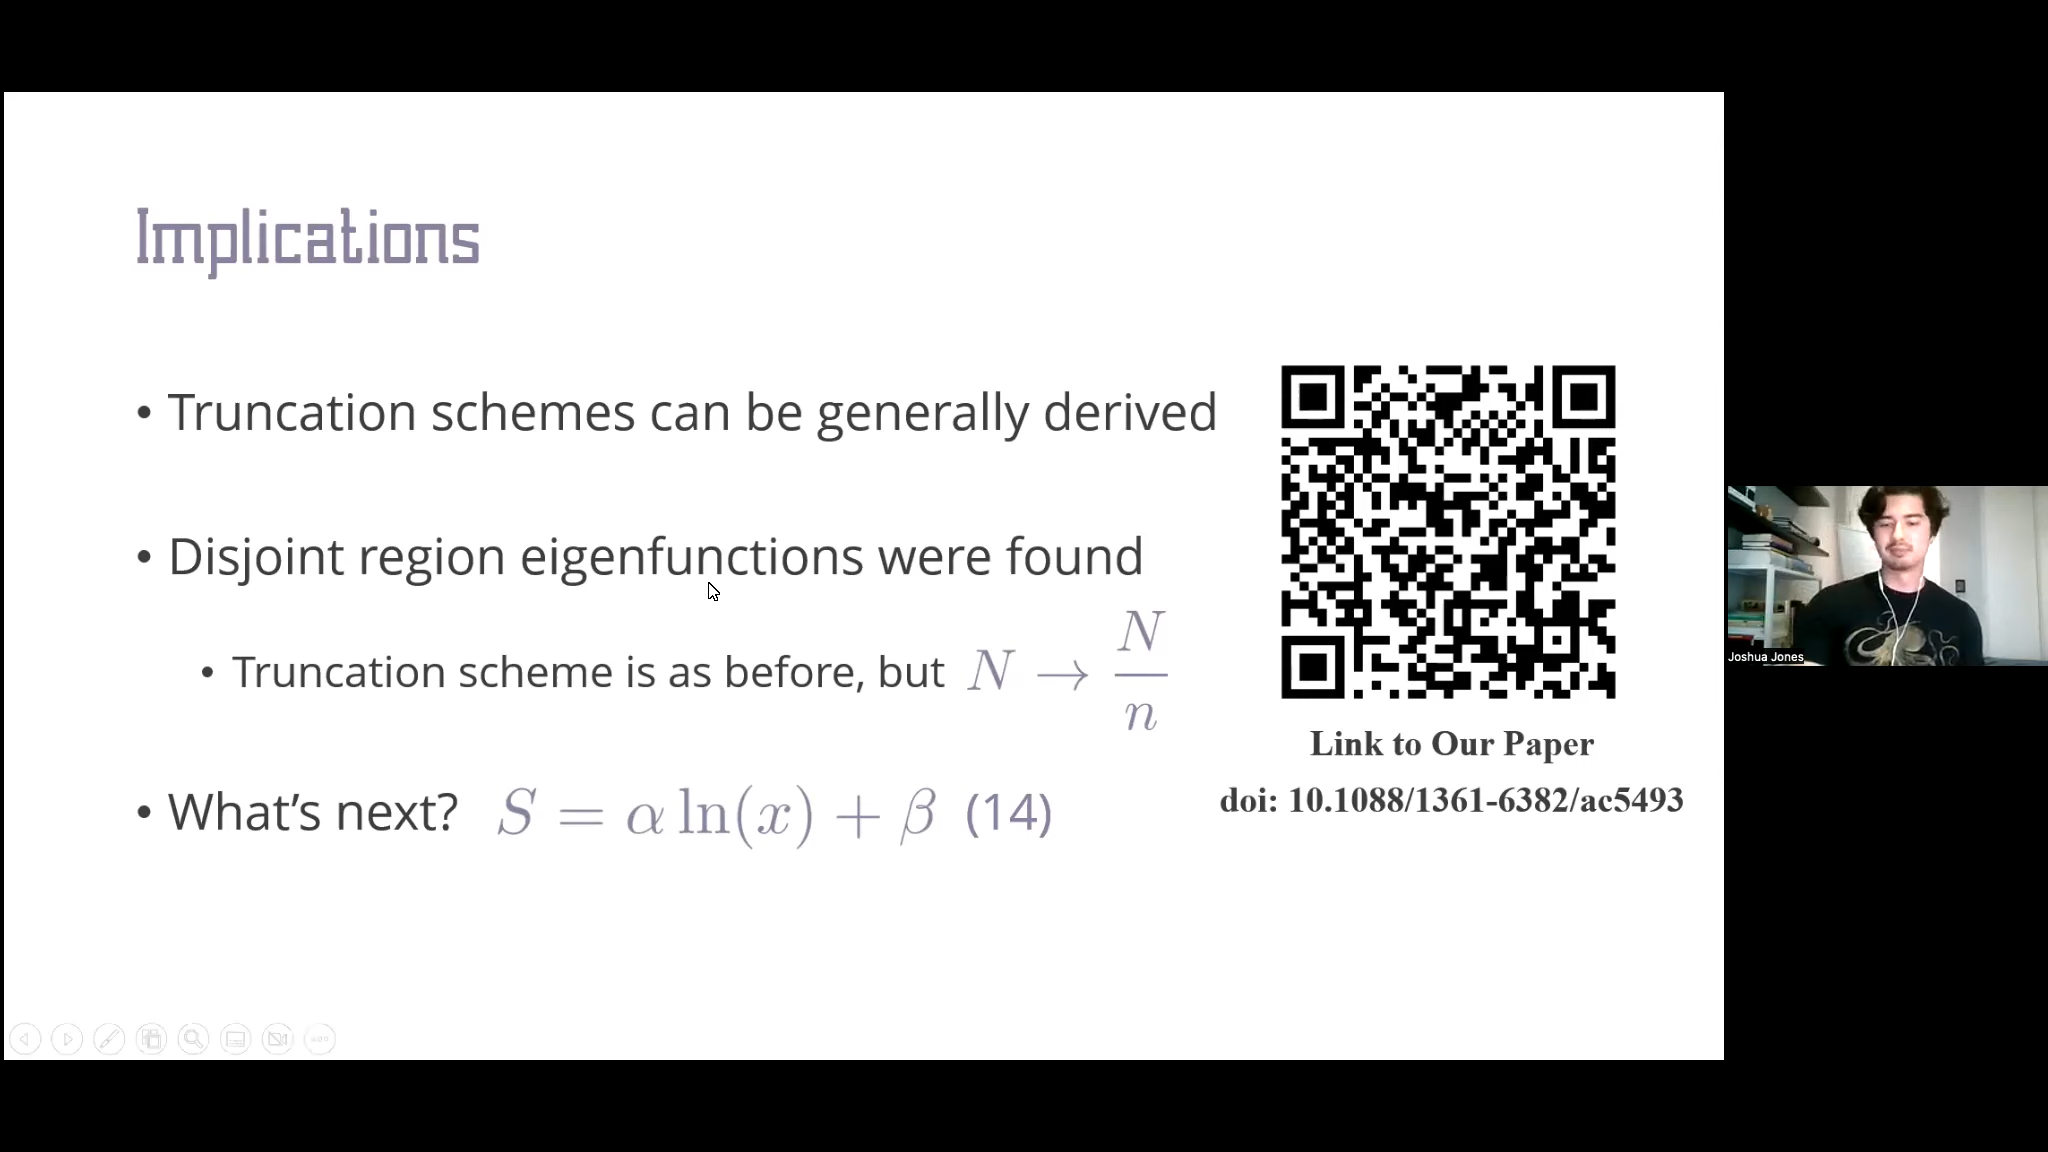 Implications
• Truncation schemes can be generally derived
• Disjoint region eigenfunctions were found
• Truncation scheme is as before, but N → N/n
• What's next? S = α ln(x) + β (14)
Link to Our Paper
doi: 10.1088/1361-6382/ac5493
Joshua Jones